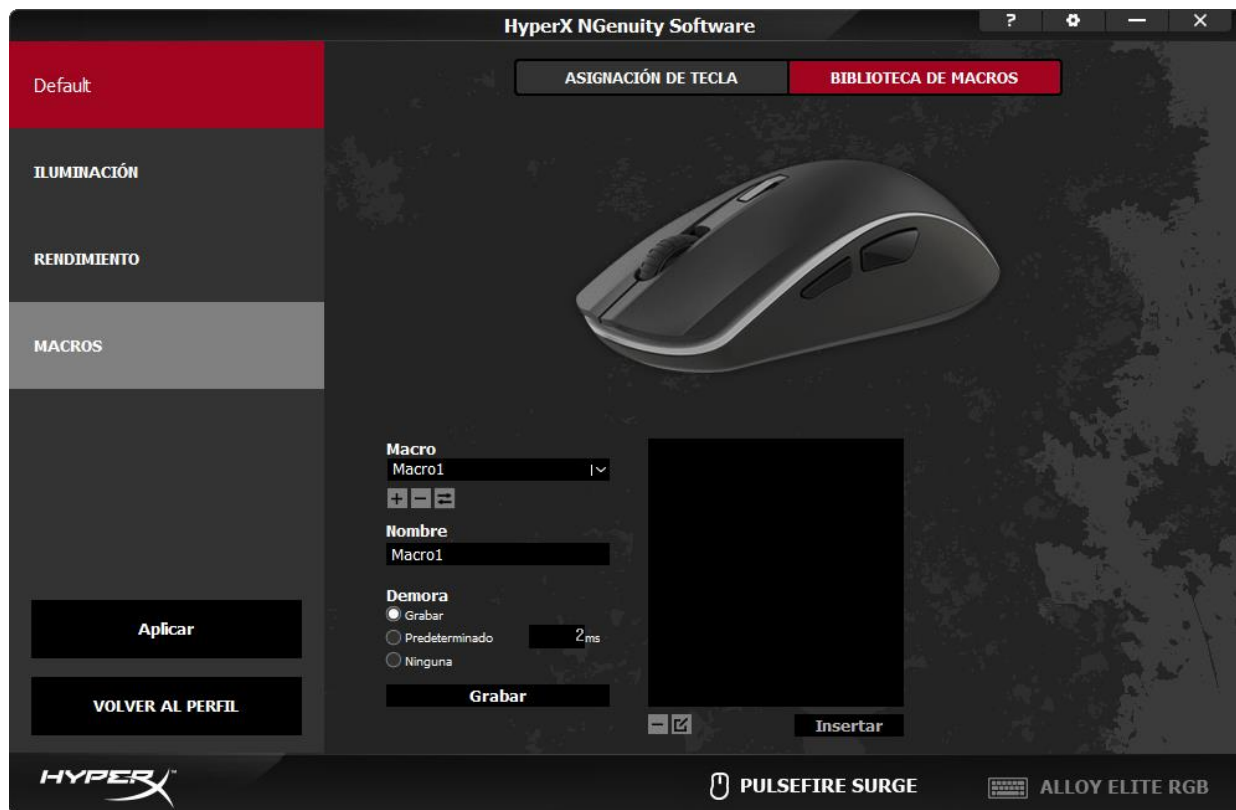 HyperX NGenuity Software
?
Default
ASIGNACIÓN DE TECLA
BIBLIOTECA DE MACROS
ILUMINACIÓN
RENDIMIENTO
MACROS
Macro
Macro1
Nombre
Macro1
Demora
Grabar
Predeterminado 2ms
Ninguna
Grabar
Insertar
Aplicar
VOLVER AL PERFIL
HYPERX™
PULSEFIRE SURGE
ALLOY ELITE RGB